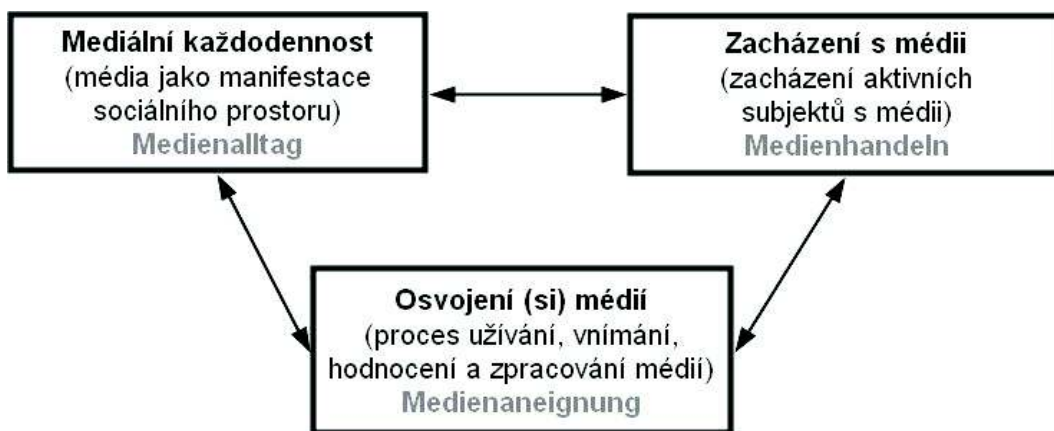 Mediální každodennost
(média jako manifestace
sociálního prostoru)
Medienalltag
Zacházení s médii
(zacházení aktivních
subjektů s médii)
Medienhandeln
Osvojení (si) médií
(proces užívání, vnímání,
hodnocení a zpracování médií)
Medienaneignung